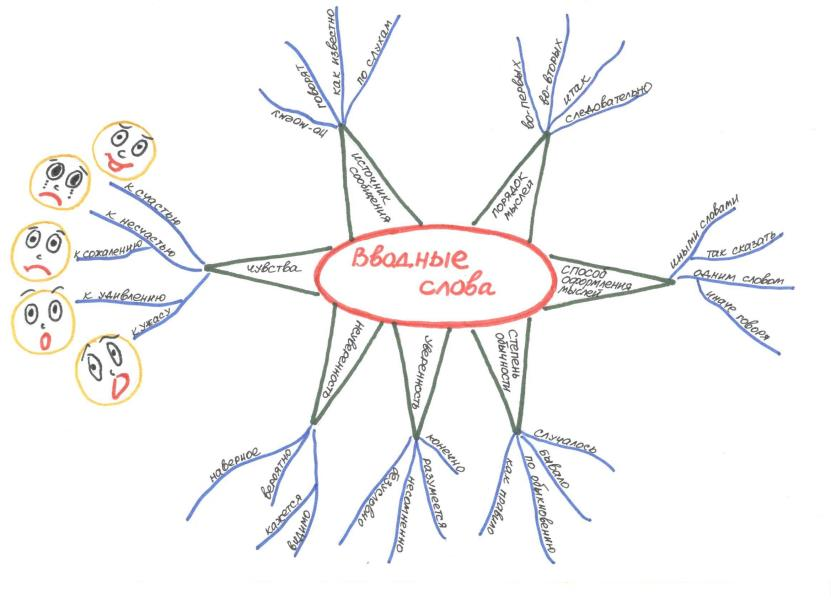 Вводные
слова
источник
сообщения
по-моему
говорят
как известно
по слухам
порядок
мыслей
во-первых
во-вторых
итак
следовательно
способ
оформления
мыслей
иными словами
так сказать
одним словом
иначе говоря
степень
обычности
случалось
бывало
по обыкновению
как правило
уверенность
конечно
разумеется
несомненно
безусловно
неуверенность
наверное
вероятно
кажется
видимо
чувства
к счастью
к несчастью
к сожалению
к удивлению
к ужасу